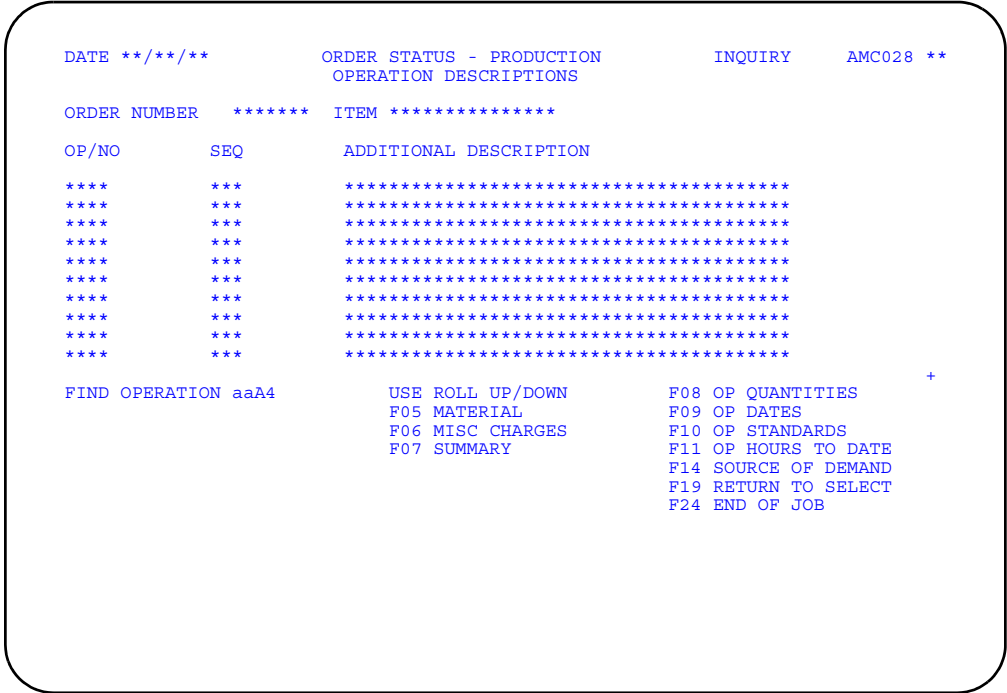 DATE **/**/** ORDER STATUS - PRODUCTION INQUIRY AMC028 **
OPERATION DESCRIPTIONS
ORDER NUMBER ******* ITEM ***************
OP/NO SEQ ADDITIONAL DESCRIPTION
**** *** ****************************************
**** *** ****************************************
**** *** ****************************************
**** *** ****************************************
**** *** ****************************************
**** *** ****************************************
**** *** ****************************************
**** *** ****************************************
**** *** ****************************************
**** *** ****************************************
+
FIND OPERATION aaA4 USE ROLL UP/DOWN F08 OP QUANTITIES
F05 MATERIAL F09 OP DATES
F06 MISC CHARGES F10 OP STANDARDS
F07 SUMMARY F11 OP HOURS TO DATE
F14 SOURCE OF DEMAND
F19 RETURN TO SELECT
F24 END OF JOB